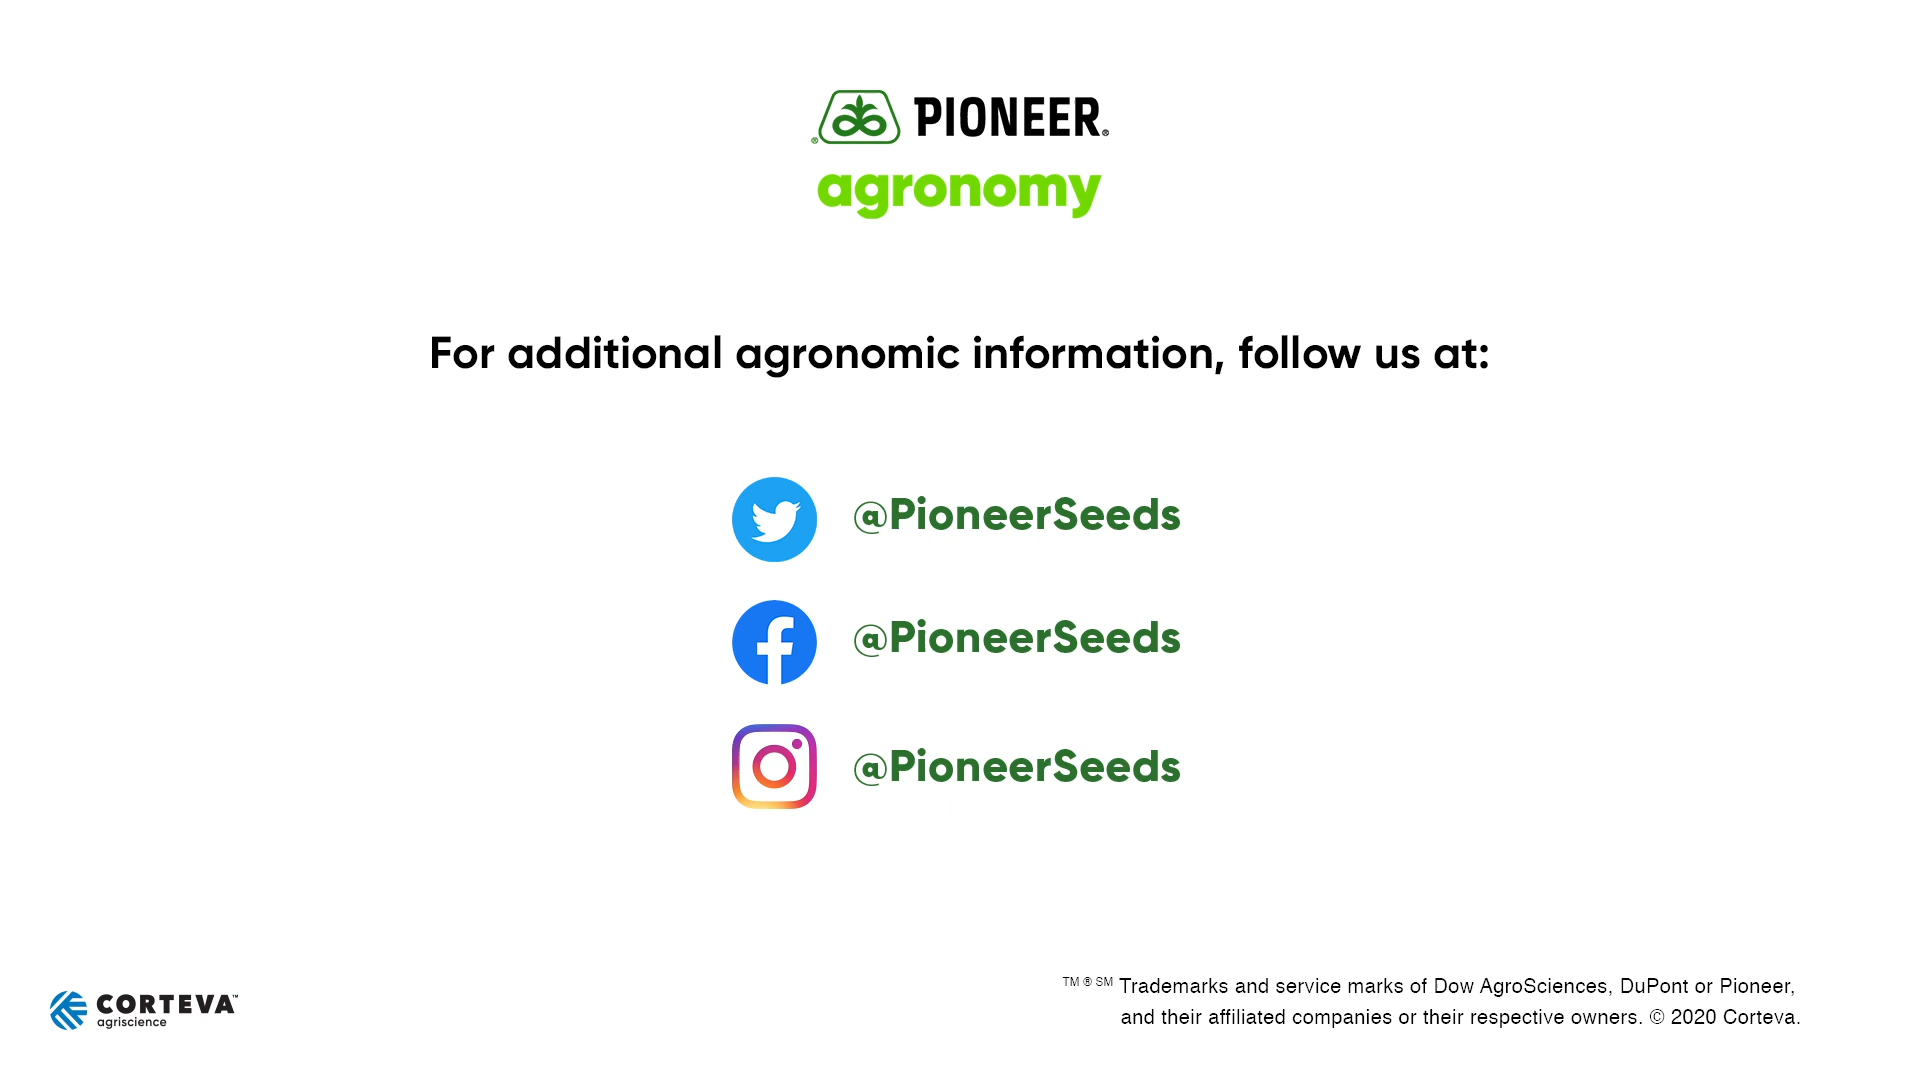 PIONEER®
agronomy
For additional agronomic information, follow us at:
@PioneerSeeds
@PioneerSeeds
@PioneerSeeds
CORTEVA™
agriscience
TM ® SM Trademarks and service marks of Dow AgroSciences, DuPont or Pioneer,
and their affiliated companies or their respective owners. © 2020 Corteva.